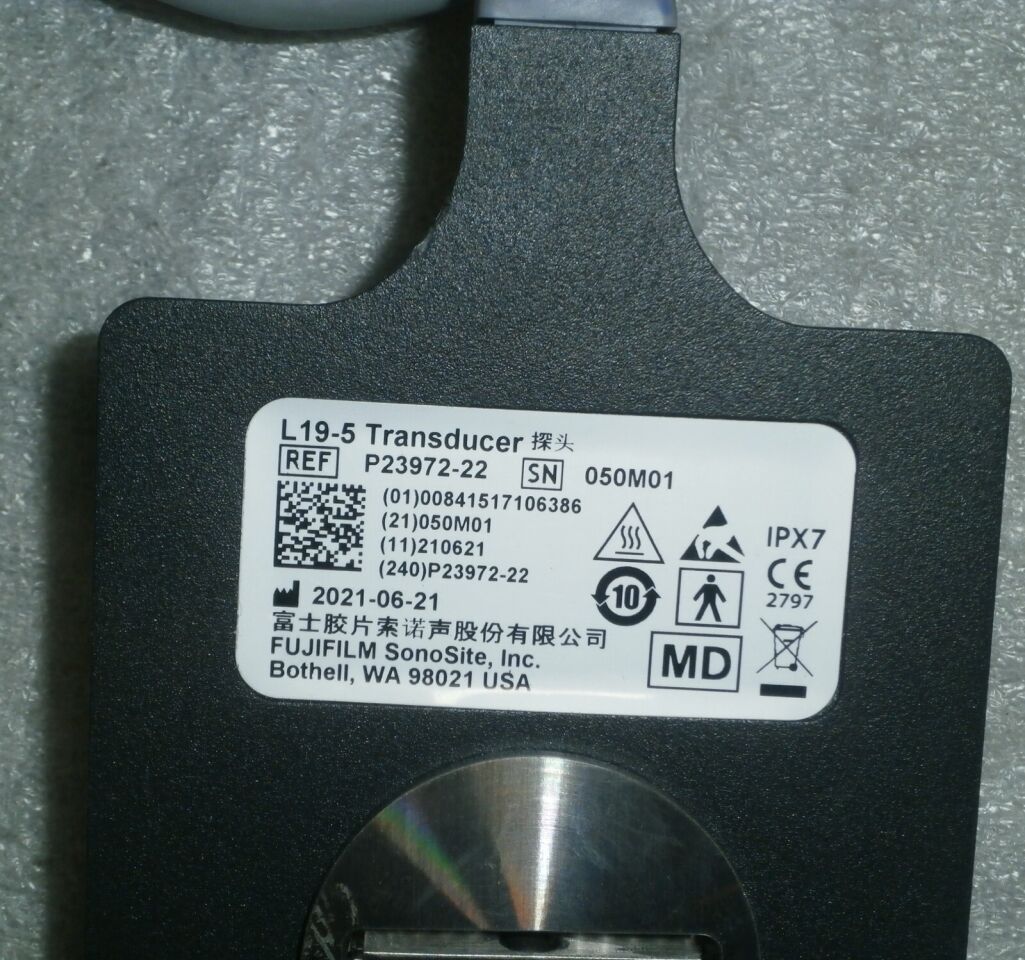 L19-5 Transducer 探头
REF P23972-22 SN 050M01
(01)00841517106386
(21)050M01
(11)210621
(240)P23972-22
2021-06-21
富士胶片索诺声股份有限公司
FUJIFILM SonoSite, Inc.
Bothell, WA 98021 USA
IPX7
CE
2797
10
MD